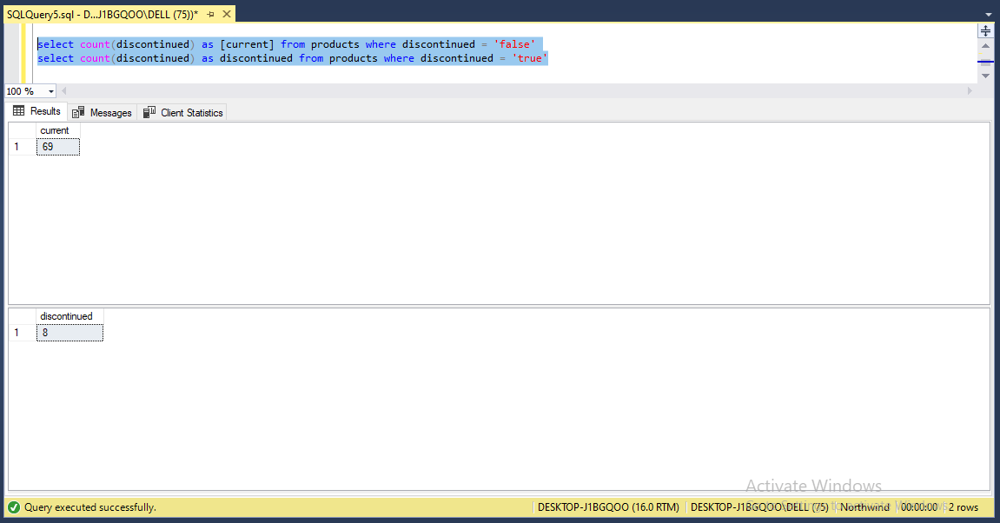 SQLQuery5.sql - D...J1BGQOO\DELL (75))*
select count(discontinued) as [current] from products where discontinued = 'false'
select count(discontinued) as discontinued from products where discontinued = 'true'
100 %
Results Messages Client Statistics
current
1 69
discontinued
1 8
Activate Windows
Query executed successfully. DESKTOP-J1BGQOO (16.0 RTM) DESKTOP-J1BGQOO\DELL (75) Northwind 00:00:00 2 rows